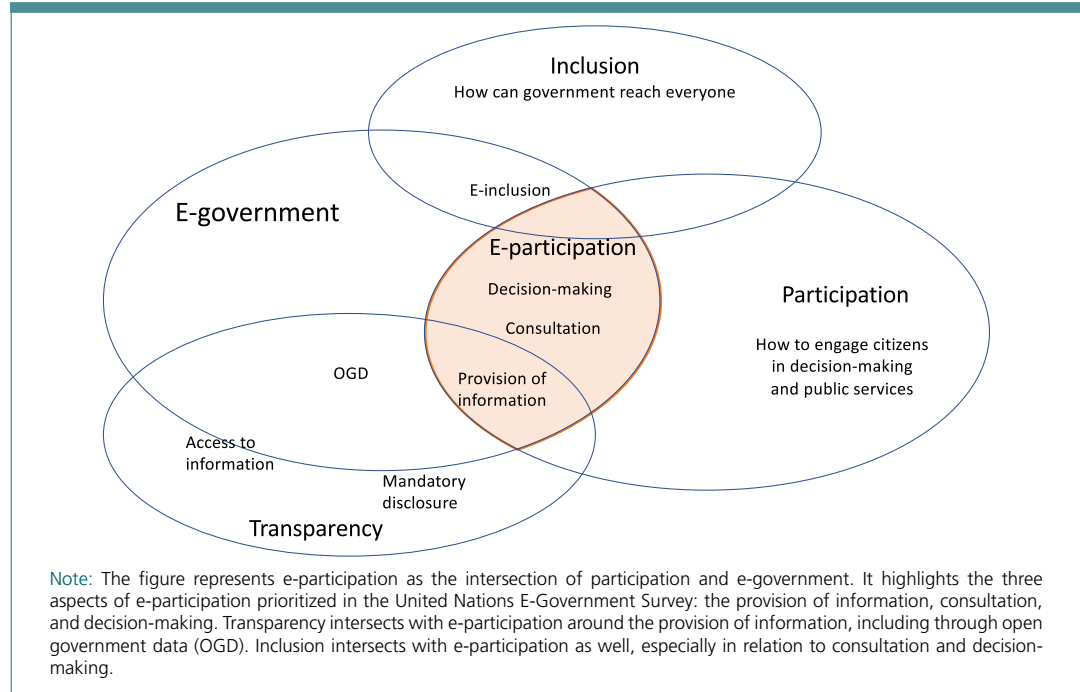 Inclusion
How can government reach everyone
E-inclusion
E-government
E-participation
Decision-making
Consultation
Provision of
information
Participation
How to engage citizens
in decision-making
and public services
OGD
Access to
information
Mandatory
disclosure
Transparency
Note: The figure represents e-participation as the intersection of participation and e-government. It highlights the three
aspects of e-participation prioritized in the United Nations E-Government Survey: the provision of information, consultation,
and decision-making. Transparency intersects with e-participation around the provision of information, including through open
government data (OGD). Inclusion intersects with e-participation as well, especially in relation to consultation and decision-
making.